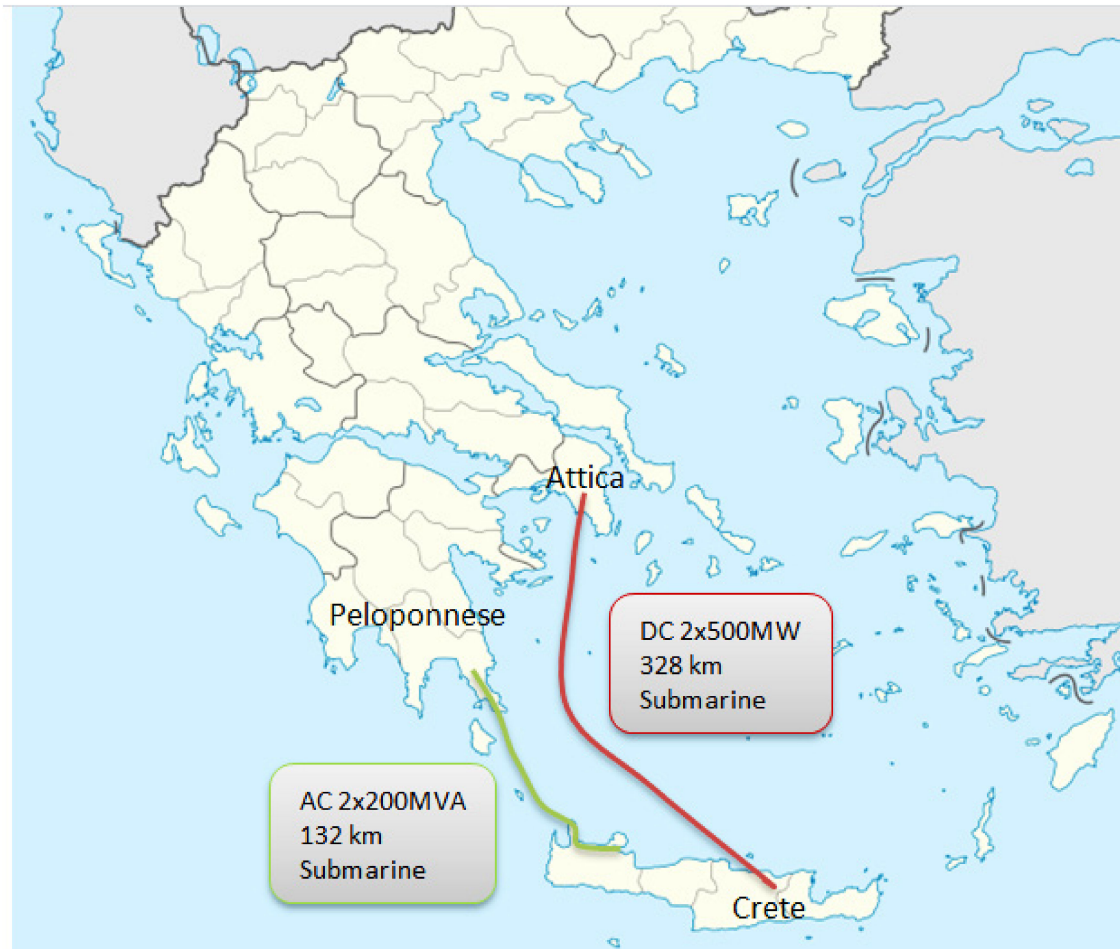 Attica
Peloponnese
DC 2x500MW
328 km
Submarine
AC 2x200MVA
132 km
Submarine
Crete